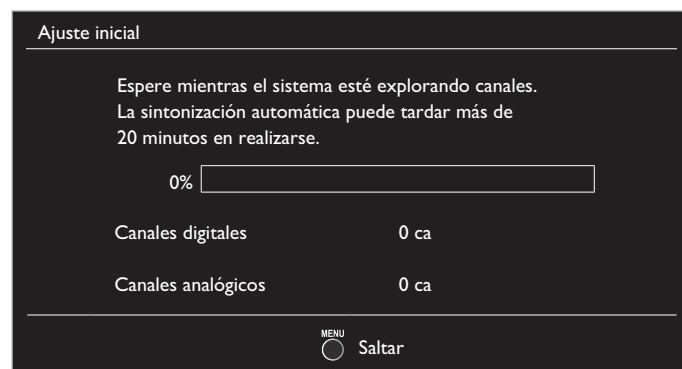 Ajuste inicial
Espere mientras el sistema esté explorando canales.
La sintonización automática puede tardar más de
20 minutos en realizarse.
0%
Canales digitales 0 ca
Canales analógicos 0 ca
MENU
Saltar